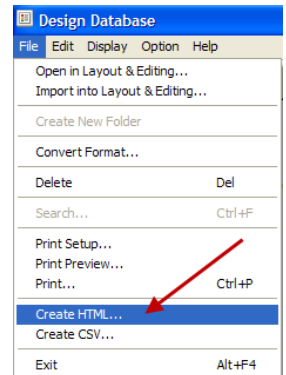 Design Database
File Edit Display Option Help
Open in Layout & Editing...
Import into Layout & Editing...
Create New Folder
Convert Format...
Delete Del
Search... Ctrl+F
Print Setup...
Print Preview...
Print... Ctrl+P
Create HTML...
Create CSV...
Exit Alt+F4